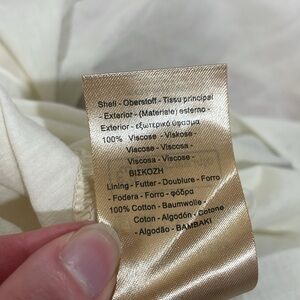 Shell - Oberstoff - Tissu principal
- Exterior - (Materiale) esterno -
Exterior - εξωτερικό ύφασμα
100% Viscose - Viskose -
Viscose - Viscosa -
Viscosa - Viscose -
ΒΙΣΚΟΖΗ
Lining - Futter - Doublure - Forro
- Fodera - Forro - φόδρα
100% Cotton - Baumwolle -
Coton - Algodón - Cotone
- Algodão - ΒΑΜΒΑΚΙ